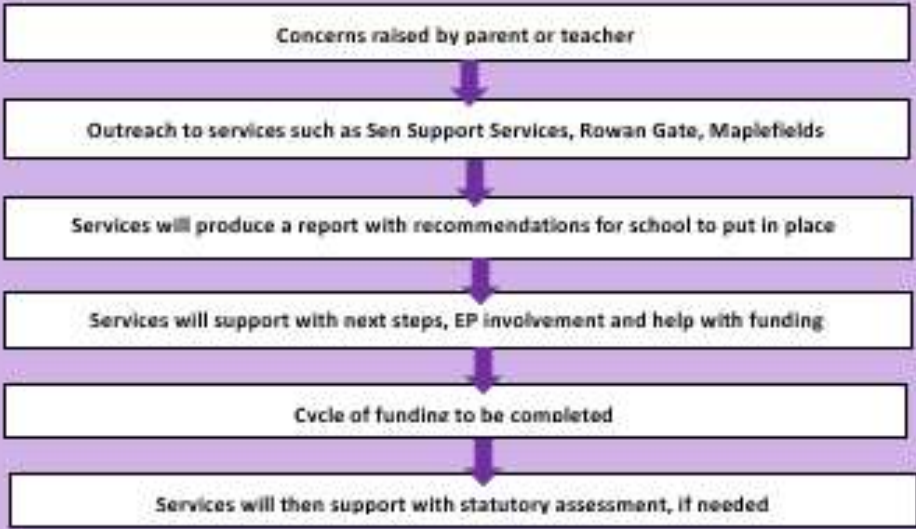 Concerns raised by parent or teacher
Outreach to services such as Sen Support Services, Rowan Gate, Maplefields
Services will produce a report with recommendations for school to put in place
Services will support with next steps, EP involvement and help with funding
Cycle of funding to be completed
Services will then support with statutory assessment, if needed